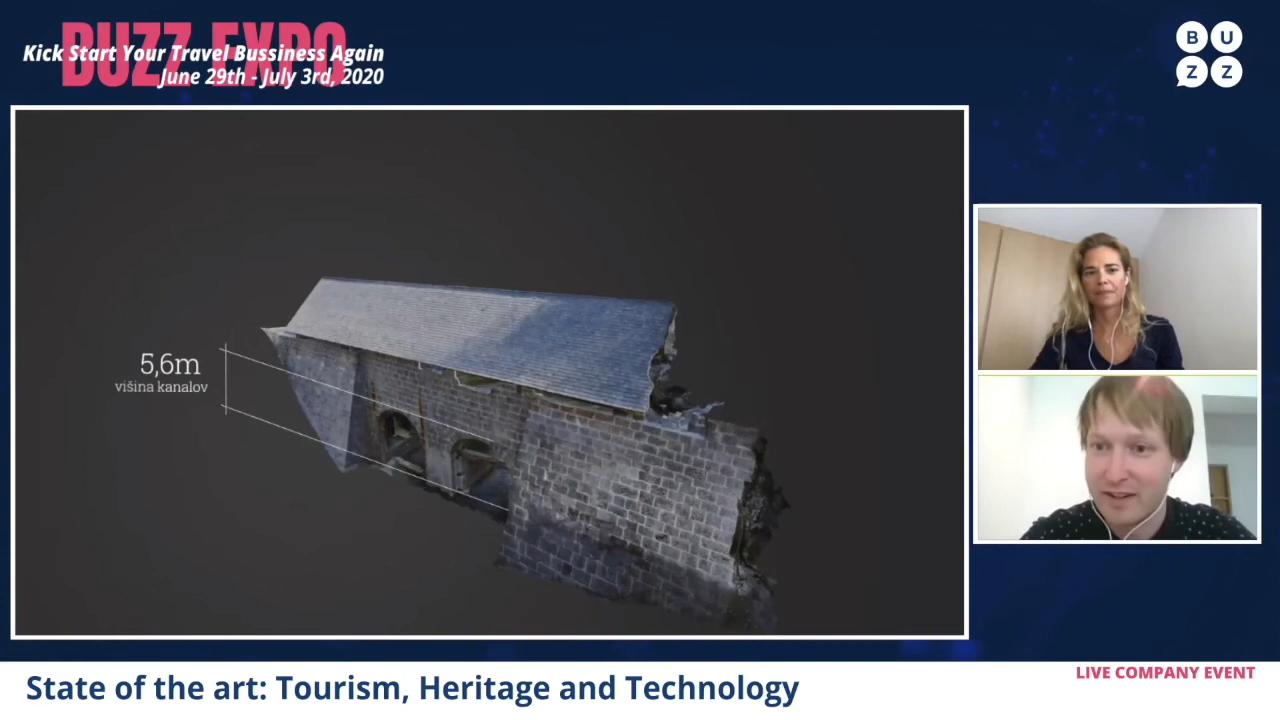 BUZZ EXPO
Kick Start Your Travel Bussiness Again
June 29th - July 3rd, 2020
B U
Z Z
5,6m
višina kanalov
State of the art: Tourism, Heritage and Technology
LIVE COMPANY EVENT